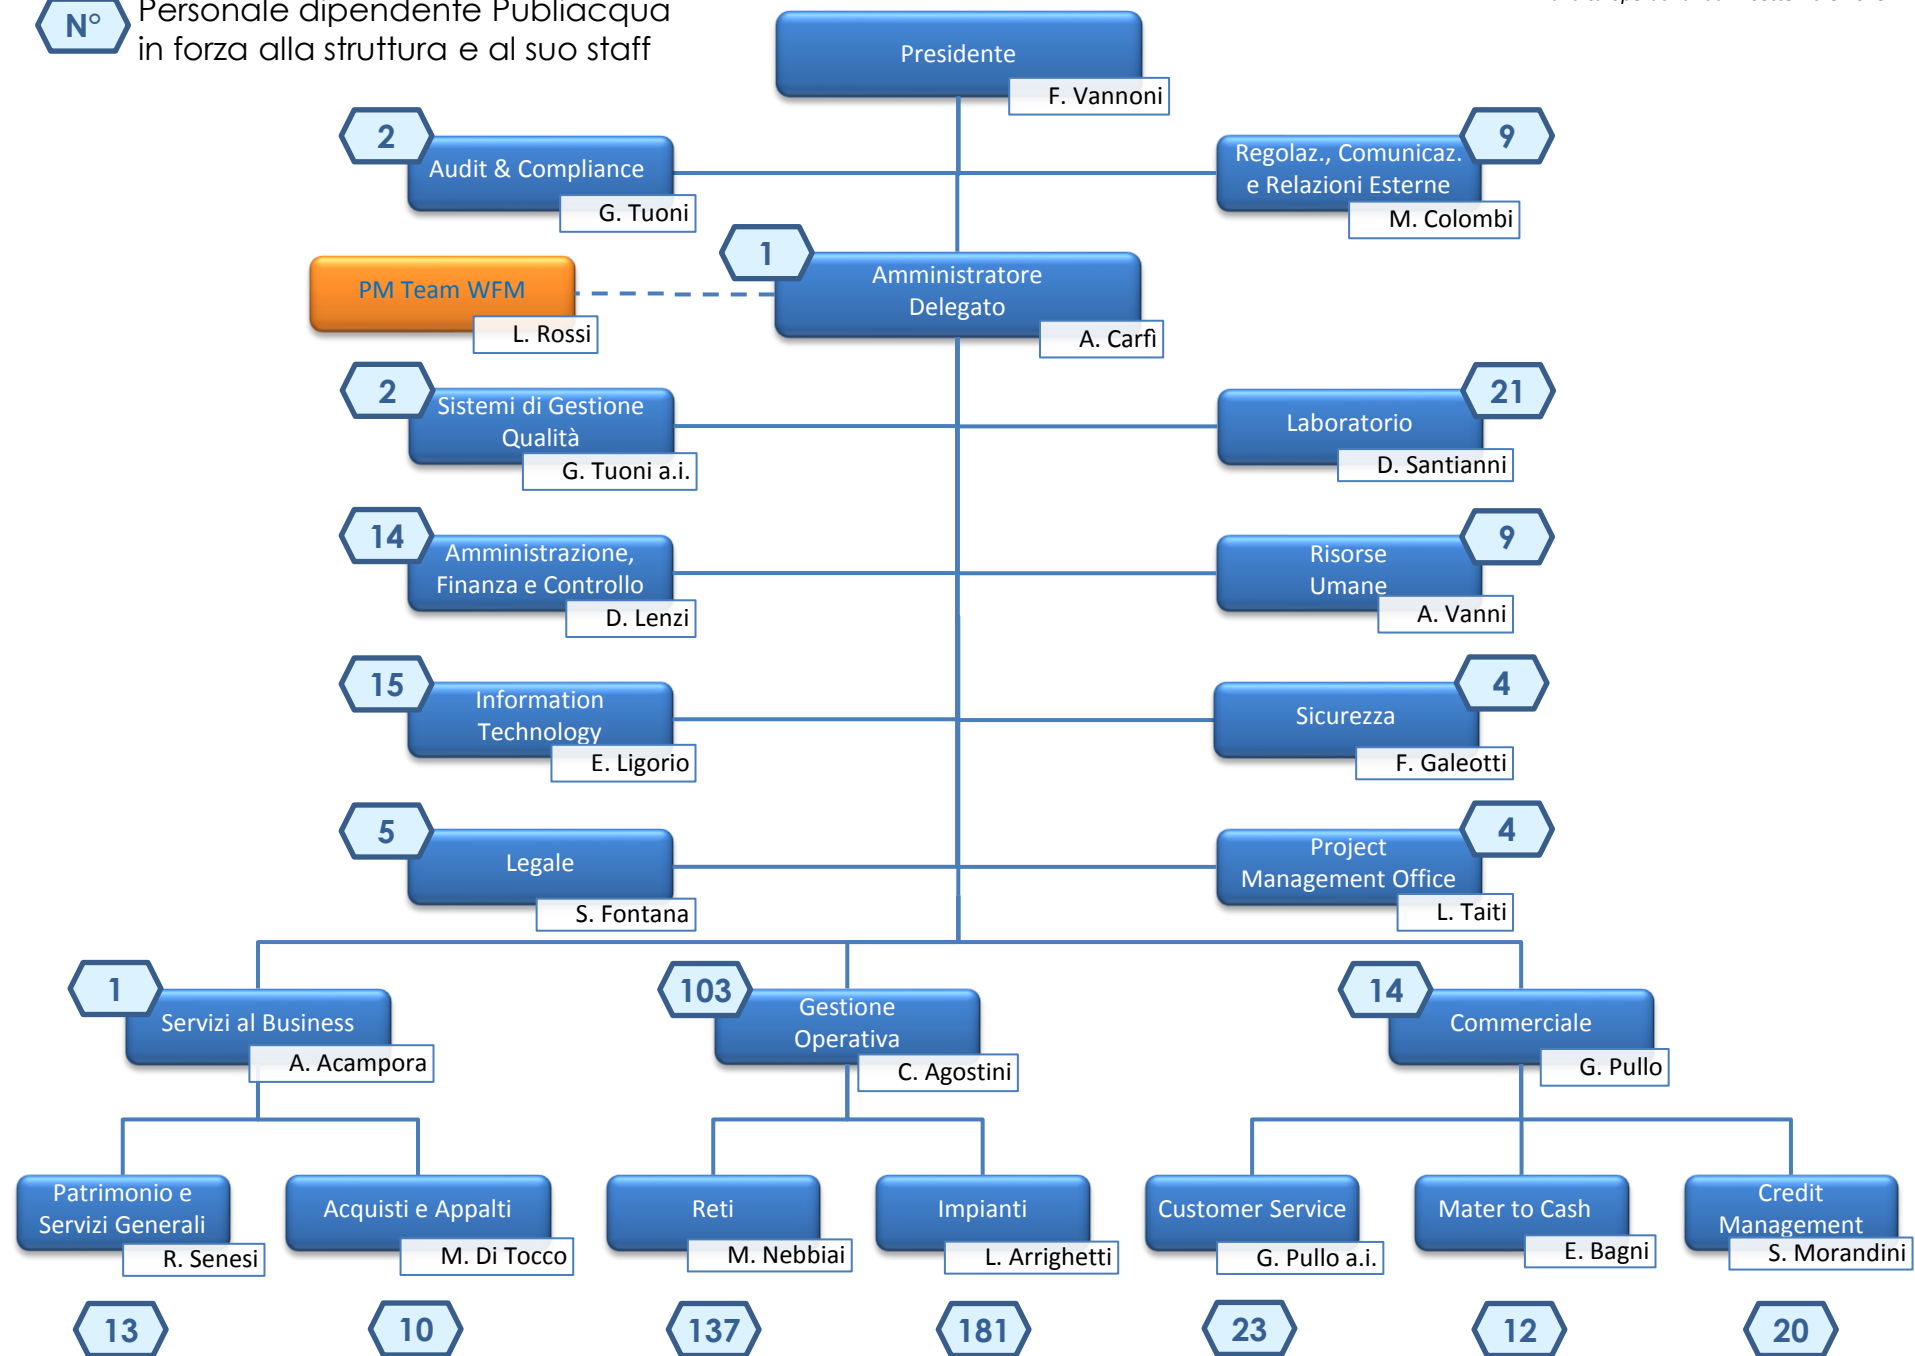 N°
Personale dipendente Publiacqua
in forza alla struttura e al suo staff
Presidente
F. Vannoni
2
Audit & Compliance
G. Tuoni
9
Regolaz., Comunicaz.
e Relazioni Esterne
M. Colombi
1
Amministratore
Delegato
A. Carfì
PM Team WFM
L. Rossi
2
Sistemi di Gestione
Qualità
G. Tuoni a.i.
21
Laboratorio
D. Santianni
14
Amministrazione,
Finanza e Controllo
D. Lenzi
9
Risorse
Umane
A. Vanni
15
Information
Technology
E. Ligorio
4
Sicurezza
F. Galeotti
5
Legale
S. Fontana
4
Project
Management Office
L. Taiti
1
Servizi al Business
A. Acampora
103
Gestione
Operativa
C. Agostini
14
Commerciale
G. Pullo
Patrimonio e
Servizi Generali
R. Senesi
Acquisti e Appalti
M. Di Tocco
Reti
M. Nebbiai
Impianti
L. Arrighetti
Customer Service
G. Pullo a.i.
Mater to Cash
E. Bagni
Credit
Management
S. Morandini
13
10
137
181
23
12
20